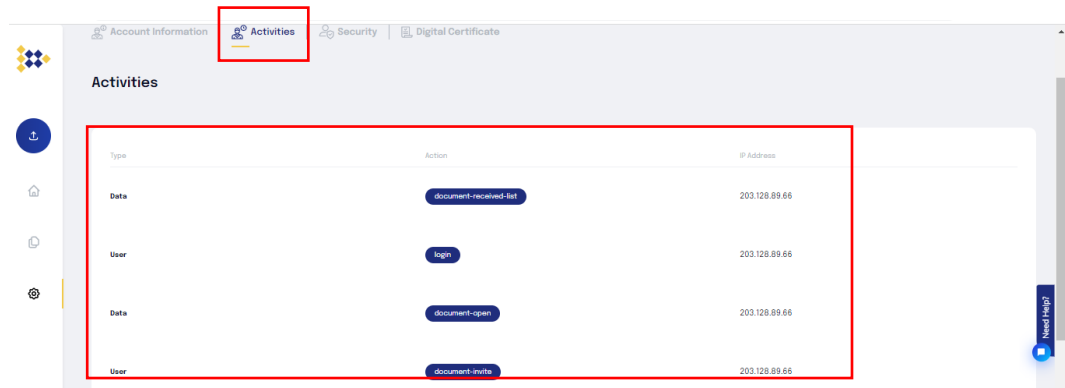 Account Information Activities Security Digital Certificate
Activities
Type Action IP Address
Data document-received-list 203.128.89.66
User login 203.128.89.66
Data document-open 203.128.89.66
User document-invite 203.128.89.66
Need Help?